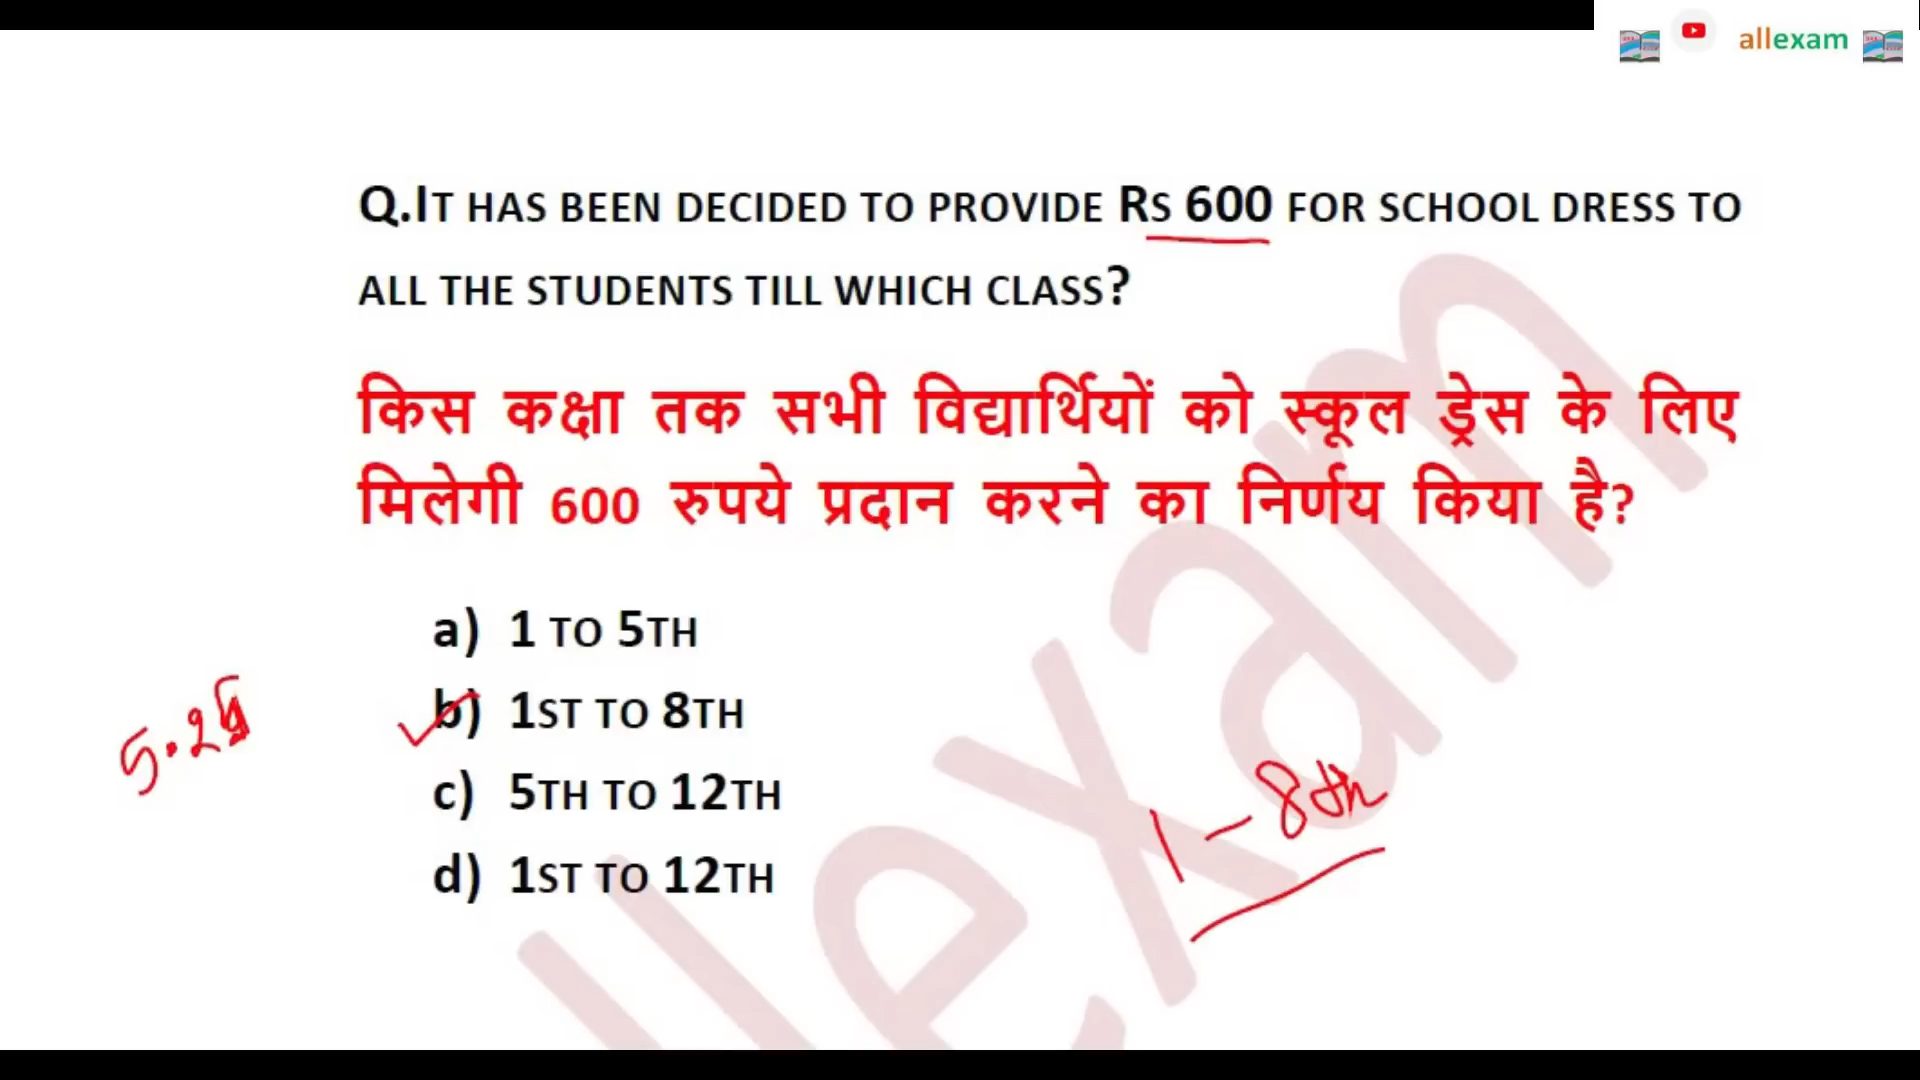 allexam
Q.IT HAS BEEN DECIDED TO PROVIDE RS 600 FOR SCHOOL DRESS TO
ALL THE STUDENTS TILL WHICH CLASS?
किस कक्षा तक सभी विद्यार्थियों को स्कूल ड्रेस के लिए
मिलेगी 600 रुपये प्रदान करने का निर्णय किया है?
a) 1 TO 5TH
b) 1ST TO 8TH
c) 5TH TO 12TH
d) 1ST TO 12TH
1 - 8th
allexam